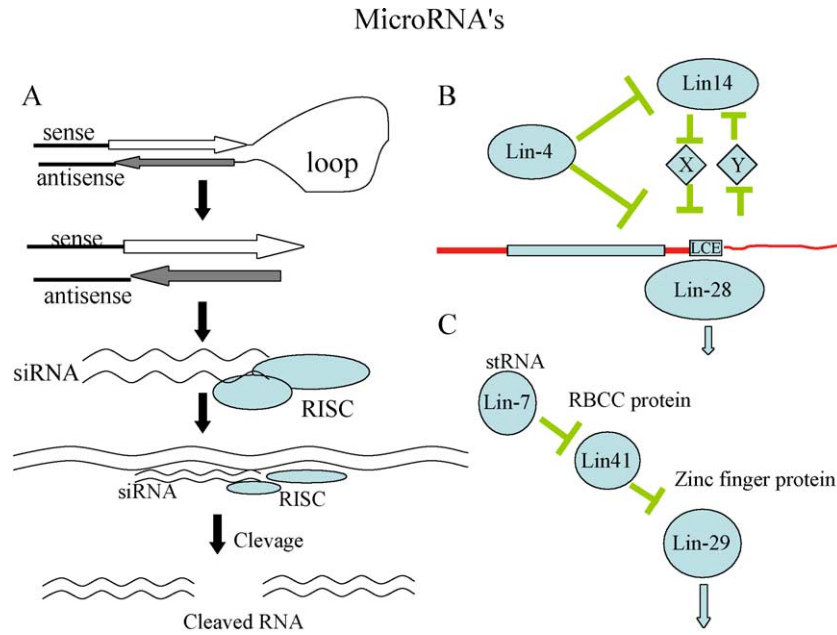 MicroRNA's
A
sense
antisense
loop
sense
antisense
siRNA
RISC
siRNA
RISC
Clevage
Cleaved RNA
B
Lin14
Lin-4
X
Y
LCE
Lin-28
C
stRNA
Lin-7
RBCC protein
Lin41
Zinc finger protein
Lin-29